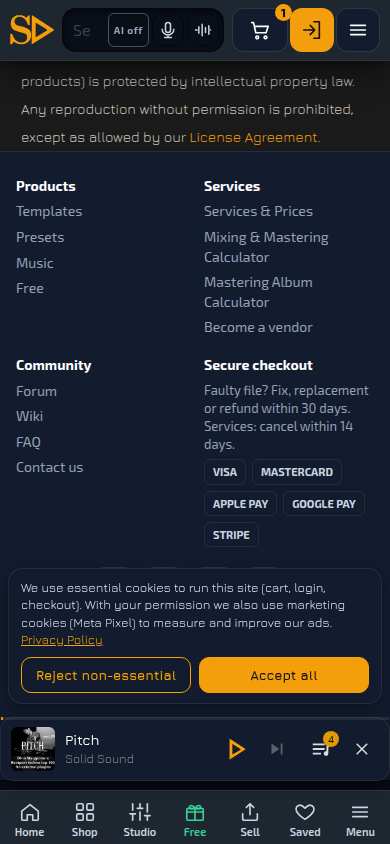 SD
Se
AI off
1
products) is protected by intellectual property law.
Any reproduction without permission is prohibited,
except as allowed by our License Agreement.
Products
Templates
Presets
Music
Free
Services
Services & Prices
Mixing & Mastering
Calculator
Mastering Album
Calculator
Become a vendor
Community
Forum
Wiki
FAQ
Contact us
Secure checkout
Faulty file? Fix, replacement
or refund within 30 days.
Services: cancel within 14
days.
VISA
MASTERCARD
APPLE PAY
GOOGLE PAY
STRIPE
We use essential cookies to run this site (cart, login,
checkout). With your permission we also use marketing
cookies (Meta Pixel) to measure and improve our ads.
Privacy Policy
Reject non-essential
Accept all
PITCH
Pitch
Solid Sound
4
Home
Shop
Studio
Free
Sell
Saved
Menu